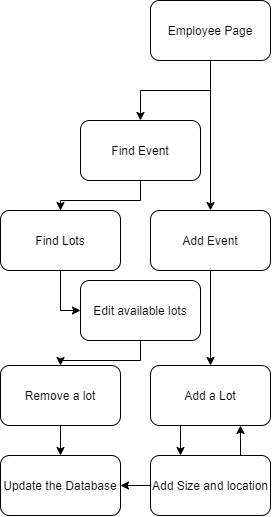 Employee Page
Find Event
Find Lots
Add Event
Edit available lots
Remove a lot
Add a Lot
Update the Database
Add Size and location